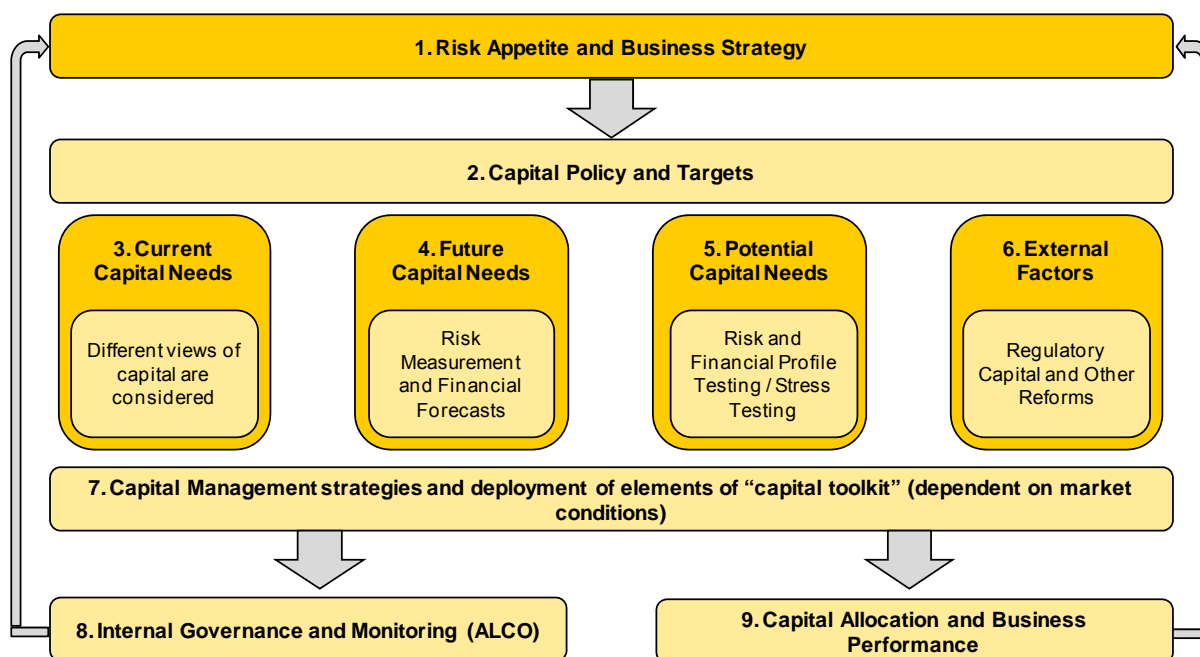 1. Risk Appetite and Business Strategy
2. Capital Policy and Targets
3. Current
Capital Needs
Different views of
capital are
considered
4. Future
Capital Needs
Risk
Measurement
and Financial
Forecasts
5. Potential
Capital Needs
Risk and
Financial Profile
Testing / Stress
Testing
6. External
Factors
Regulatory
Capital and Other
Reforms
7. Capital Management strategies and deployment of elements of “capital toolkit” (dependent on market
conditions)
8. Internal Governance and Monitoring (ALCO)
9. Capital Allocation and Business
Performance